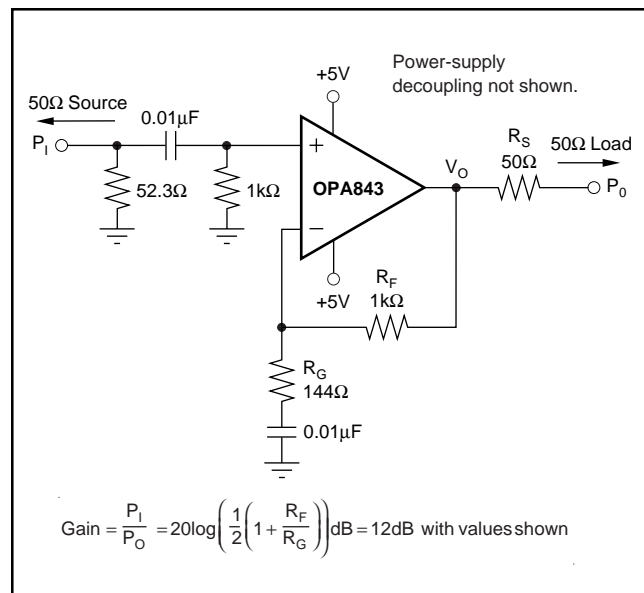 Power-supply
decoupling not shown.
+5V
50Ω Source
0.01μF
P_I
52.3Ω
1kΩ
+
−
OPA843
V_O
R_S
50Ω
50Ω Load
P_0
+5V
R_F
1kΩ
R_G
144Ω
0.01μF
Gain = P_I/P_O = 20log(1/2(1 + R_F/R_G))dB = 12dB with values shown